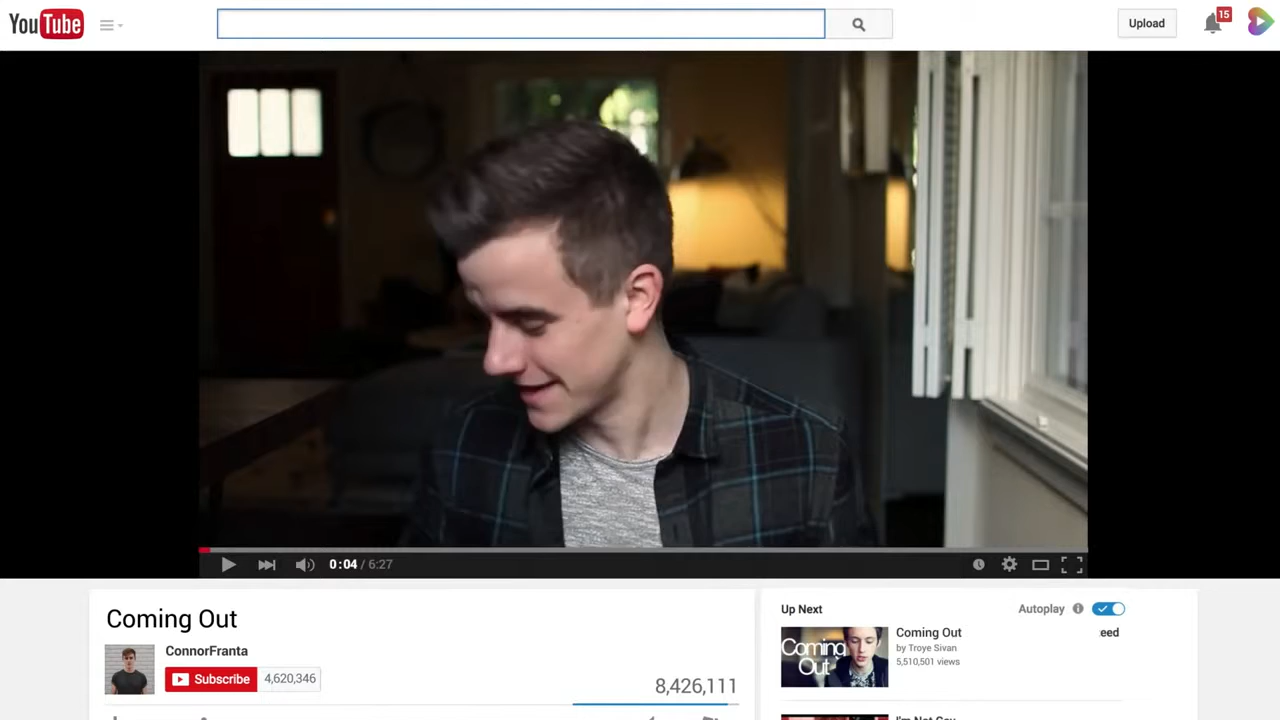 YouTube
Upload
15
0:04 / 6:27
Coming Out
ConnorFranta
Subscribe
4,620,346
8,426,111
Up Next
Autoplay
Coming Out
Coming
Out
by Troye Sivan
5,510,501 views
eed